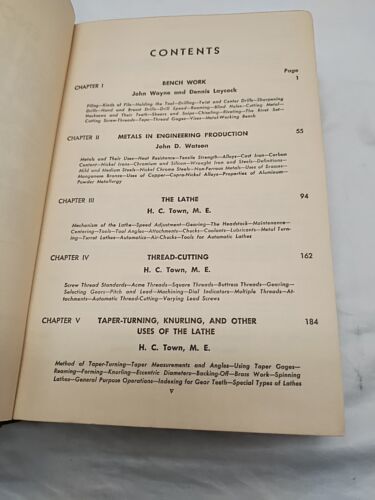 CONTENTS
Page
CHAPTER I BENCH WORK 1
John Wayne and Dennis Laycock
Filing—Kinds of File—Holding the Tool—Drilling—Twist and Center Drills—Sharpening
Drills—Hand and Breast Drills—Drill Speed—Reaming—Blind Holes—Cutting Metal—
Hacksaws and Their Teeth—Shears and Snips—Chiseling—Riveting—The Rivet Set—
Cutting Screw-Threads—Taps—Thread Gages—Vises—Metal-Working Bench
CHAPTER II METALS IN ENGINEERING PRODUCTION 55
John D. Watson
Metals and Their Uses—Heat Resistance—Tensile Strength—Alloys—Cast Iron—Carbon
Content—Nickel Irons—Chromium and Silicon—Wrought Iron and Steels—Definitions—
Mild and Medium Steels—Nickel Chrome Steels—Non-Ferrous Metals—Uses of Brasses—
Manganese Bronze—Uses of Copper—Cupro-Nickel Alloys—Properties of Aluminum—
Powder Metallurgy
CHAPTER III THE LATHE 94
H. C. Town, M. E.
Mechanism of the Lathe—Speed Adjustment—Gearing—The Headstock—Maintenance—
Centering—Tools—Tool Angles—Attachments—Chucks—Coolants—Lubricants—Metal Turn-
ing—Turret Lathes—Automatics—Air-Chucks—Tools for Automatic Lathes
CHAPTER IV THREAD-CUTTING 162
H. C. Town, M. E.
Screw Thread Standards—Acme Threads—Square Threads—Buttress Threads—Gearing—
Selecting Gears—Pitch and Lead—Machining—Dial Indicators—Multiple Threads—At-
tachments—Automatic Thread-Cutting—Varying Lead Screws
CHAPTER V TAPER-TURNING, KNURLING, AND OTHER 184
USES OF THE LATHE
H. C. Town, M. E.
Method of Taper-Turning—Taper Measurements and Angles—Using Taper Gages—
Reaming—Forming—Knurling—Eccentric Diameters—Backing-Off—Brass Work—Spinning
Lathes—General Purpose Operations—Indexing for Gear Teeth—Special Types of Lathes
V